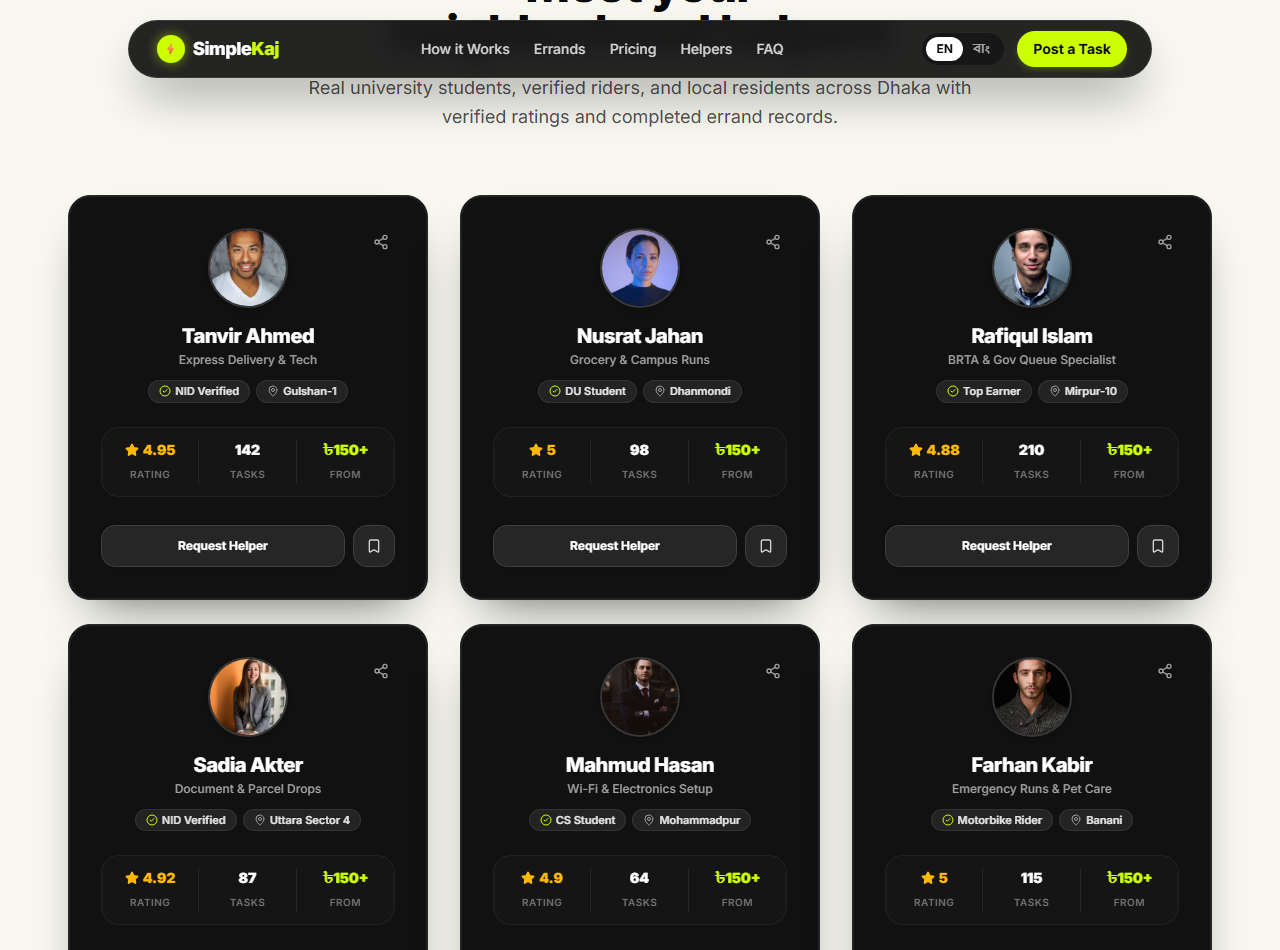 Meet your
SimpleKaj How it Works Errands Pricing Helpers FAQ EN বাং Post a Task
Real university students, verified riders, and local residents across Dhaka with
verified ratings and completed errand records.
Tanvir Ahmed
Express Delivery & Tech
NID Verified Gulshan-1
4.95 142 ৳150+
RATING TASKS FROM
Request Helper
Nusrat Jahan
Grocery & Campus Runs
DU Student Dhanmondi
5 98 ৳150+
RATING TASKS FROM
Request Helper
Rafiqul Islam
BRTA & Gov Queue Specialist
Top Earner Mirpur-10
4.88 210 ৳150+
RATING TASKS FROM
Request Helper
Sadia Akter
Document & Parcel Drops
NID Verified Uttara Sector 4
4.92 87 ৳150+
RATING TASKS FROM
Mahmud Hasan
Wi-Fi & Electronics Setup
CS Student Mohammadpur
4.9 64 ৳150+
RATING TASKS FROM
Farhan Kabir
Emergency Runs & Pet Care
Motorbike Rider Banani
5 115 ৳150+
RATING TASKS FROM